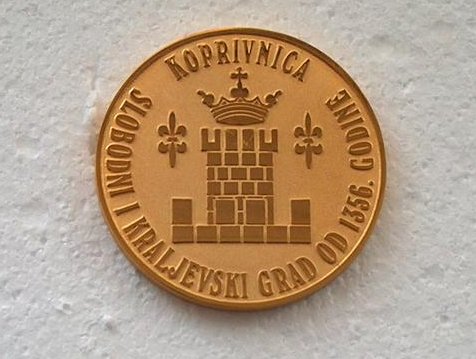 KOPRIVNICA
SLOBODNI I KRALJEVSKI GRAD OD 1356. GODINE